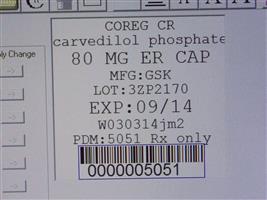 COREG CR
carvedilol phosphate
80 MG ER CAP
MFG:GSK
LOT:3ZP2170
EXP:09/14
W030314jm2
PDM:5051 Rx only
0000005051
ly Change